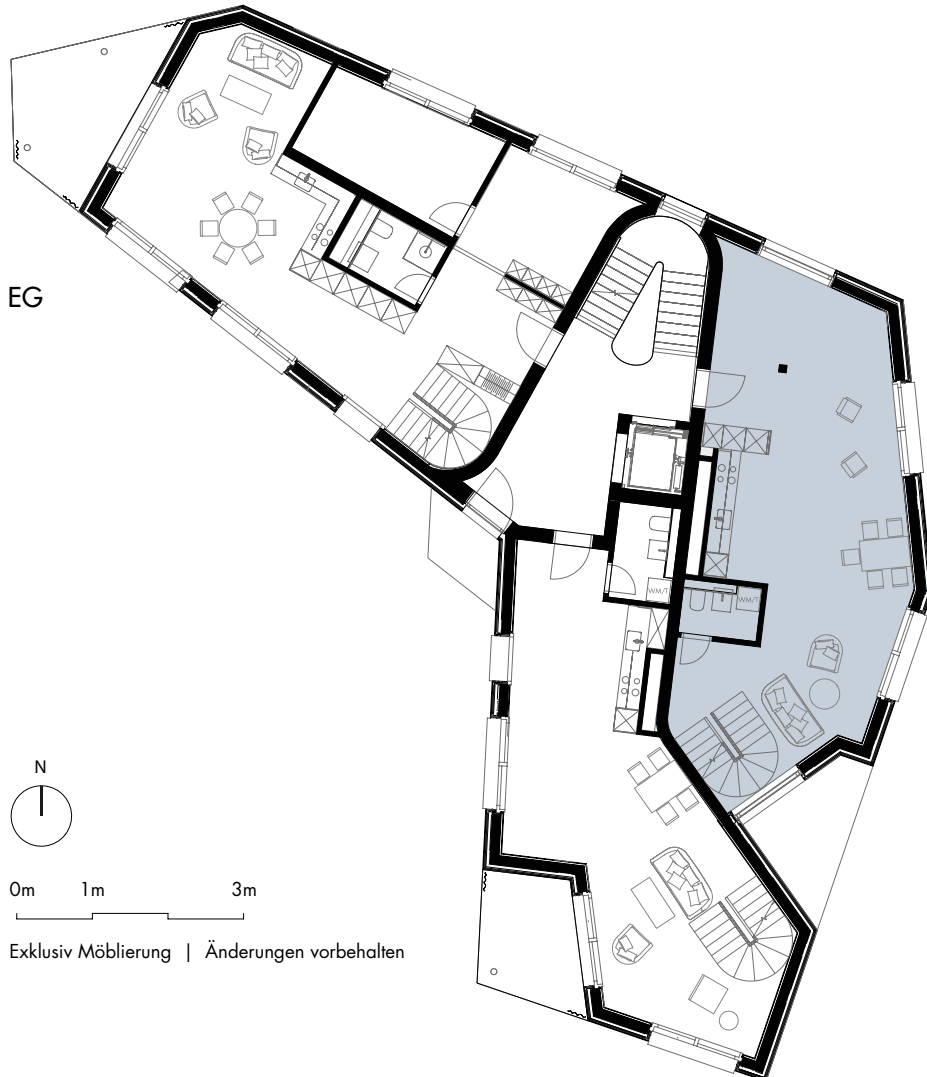 EG
WM/T
WM/T
N
0m 1m 3m
Exklusiv Möblierung | Änderungen vorbehalten